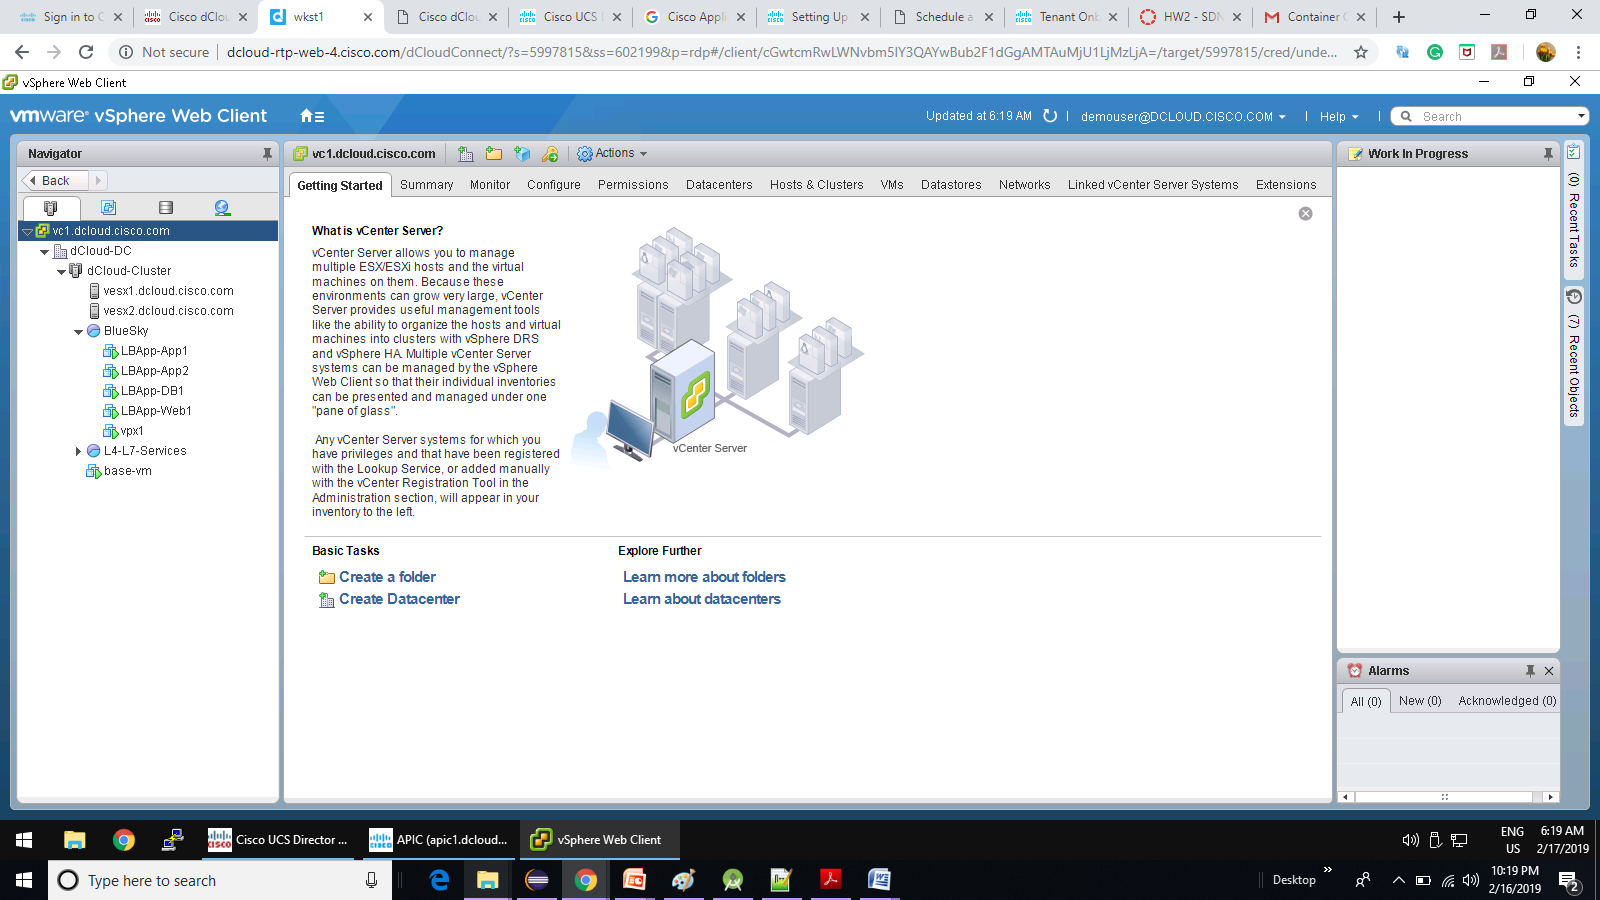 Sign in to C
Cisco dClou
wkst1
Cisco dClou
Cisco UCS D
Cisco Appli
Setting Up
Schedule a
Tenant Onb
HW2 - SDN
Container C
Not secure
dcloud-rtp-web-4.cisco.com/dCloudConnect/?s=5997815&ss=602199&p=rdp#/client/cGwtcmRwLWNvbm5lY3QAYwBub2F1dGgAMTAuMjU1LjMzLjA=/target/5997815/cred/unde...
vSphere Web Client
vmware® vSphere Web Client
Updated at 6:19 AM
demouser@DCLOUD.CISCO.COM
Help
Search
Navigator
Back
vc1.dcloud.cisco.com
dCloud-DC
dCloud-Cluster
vesx1.dcloud.cisco.com
vesx2.dcloud.cisco.com
BlueSky
LBApp-App1
LBApp-App2
LBApp-DB1
LBApp-Web1
vpx1
L4-L7-Services
base-vm
vc1.dcloud.cisco.com
Actions
Getting Started
Summary
Monitor
Configure
Permissions
Datacenters
Hosts & Clusters
VMs
Datastores
Networks
Linked vCenter Server Systems
Extensions
What is vCenter Server?
vCenter Server allows you to manage
multiple ESX/ESXi hosts and the virtual
machines on them. Because these
environments can grow very large, vCenter
Server provides useful management tools
like the ability to organize the hosts and virtual
machines into clusters with vSphere DRS
and vSphere HA. Multiple vCenter Server
systems can be managed by the vSphere
Web Client so that their individual inventories
can be presented and managed under one
"pane of glass".
Any vCenter Server systems for which you
have privileges and that have been registered
with the Lookup Service, or added manually
with the vCenter Registration Tool in the
Administration section, will appear in your
inventory to the left.
vCenter Server
Basic Tasks
Create a folder
Create Datacenter
Explore Further
Learn more about folders
Learn about datacenters
Work In Progress
(0) Recent Tasks
(7) Recent Objects
Alarms
All (0)
New (0)
Acknowledged (0)
Cisco UCS Director ...
APIC (apic1.dcloud...
vSphere Web Client
ENG
US
6:19 AM
2/17/2019
Type here to search
Desktop
10:19 PM
2/16/2019
2